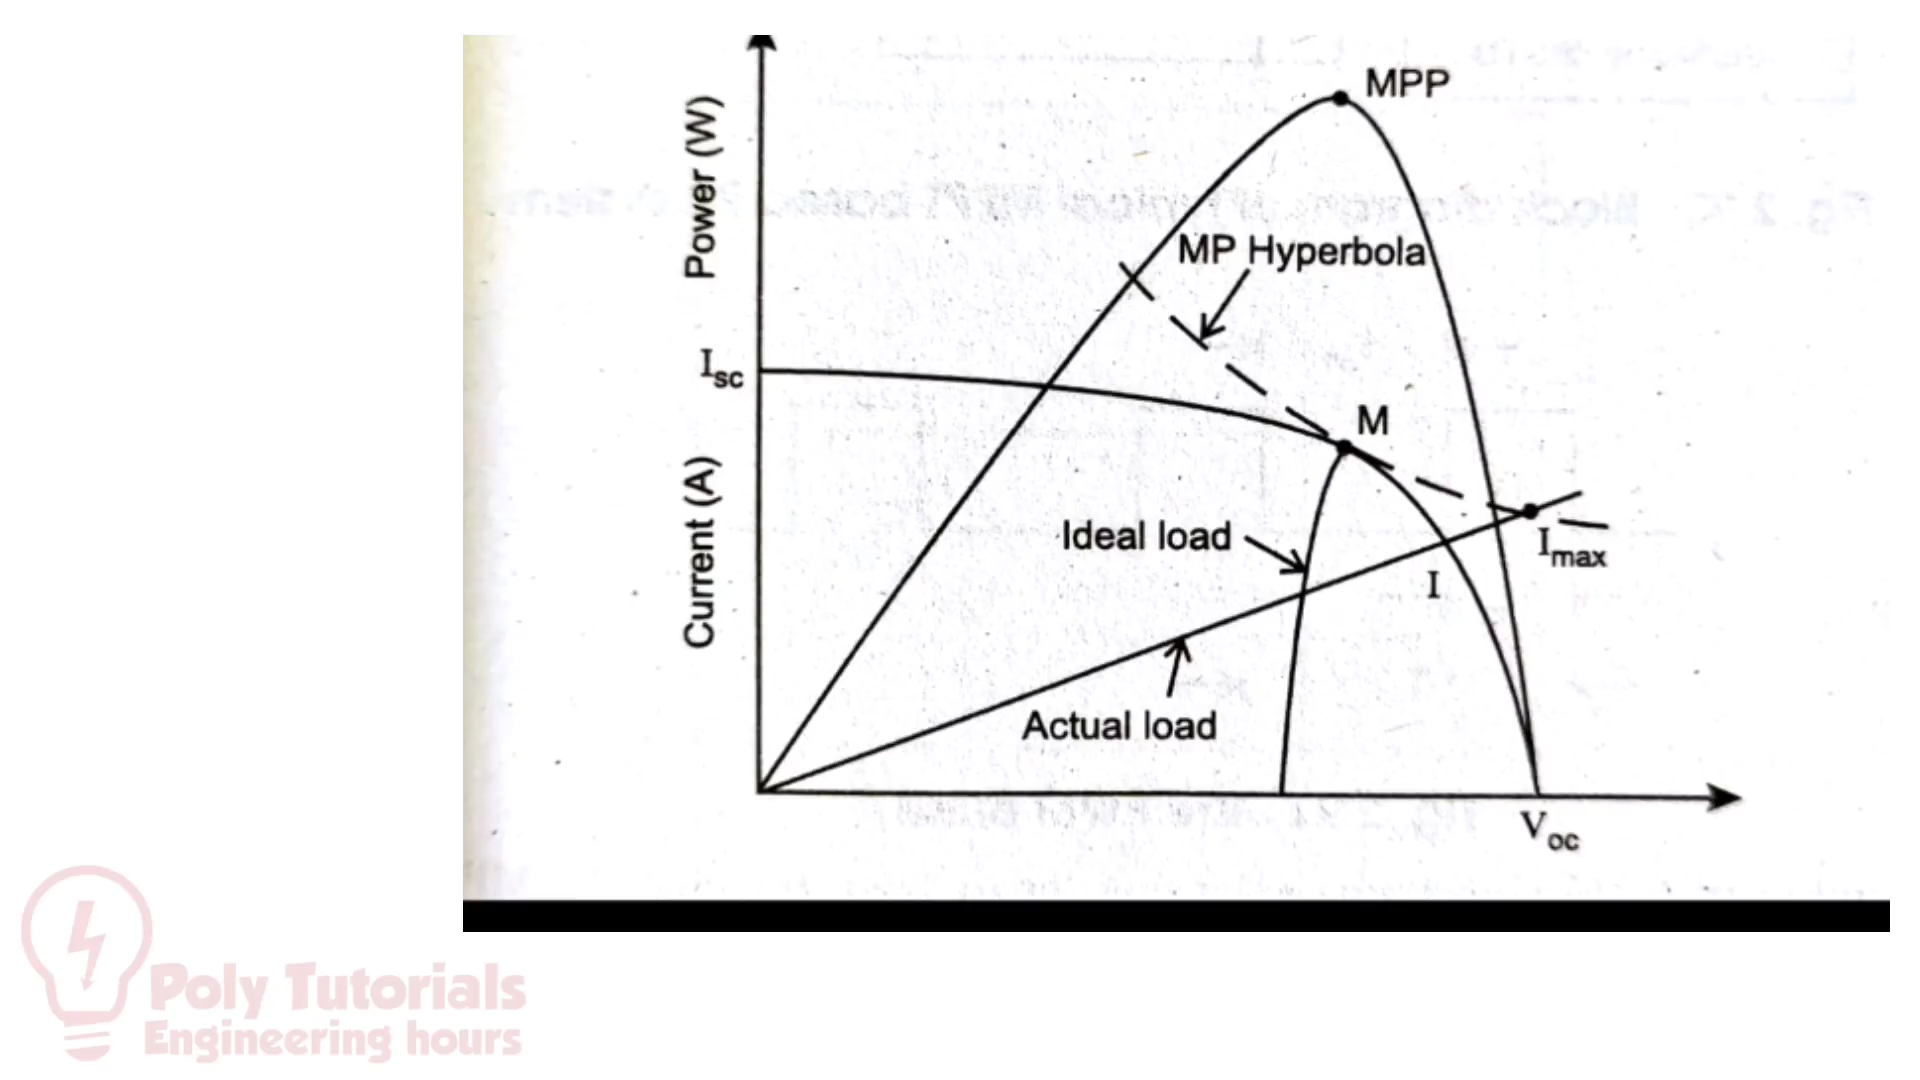 MPP
Power (W)
MP Hyperbola
Isc
M
Current (A)
Ideal load
Imax
I
Actual load
Voc
Poly Tutorials
Engineering hours